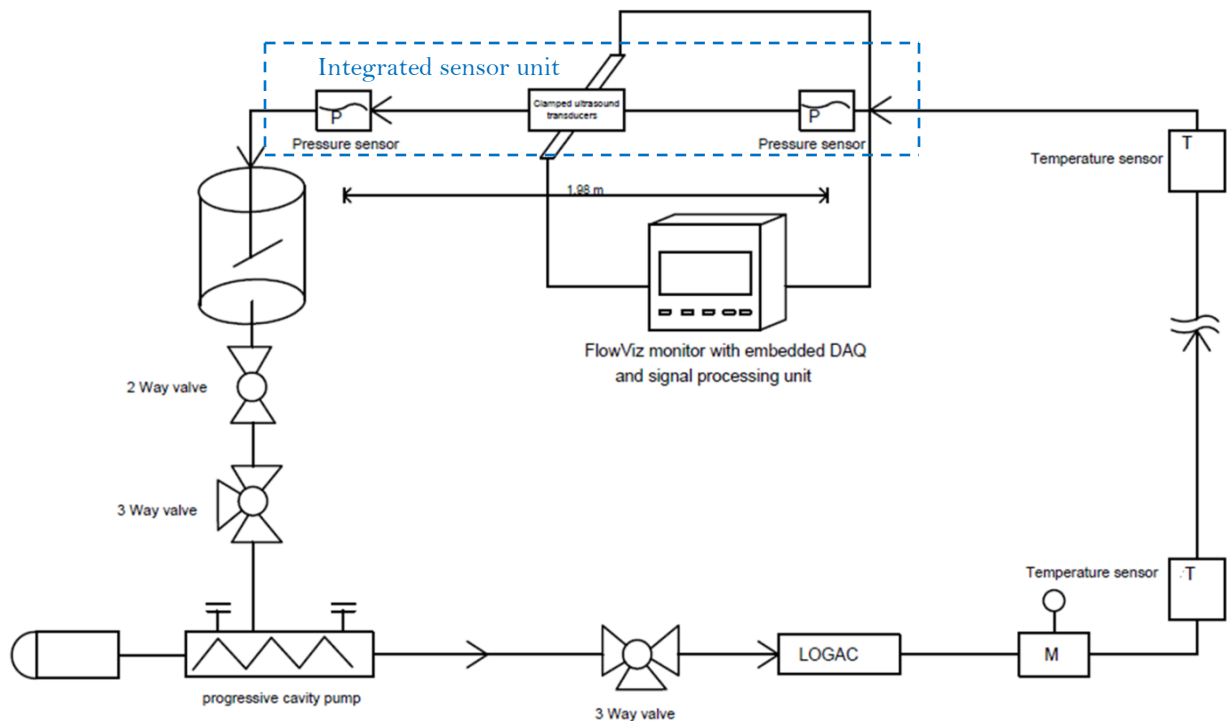 Integrated sensor unit
P
Clamped ultrasound
transducers
P
Pressure sensor
Pressure sensor
Temperature sensor
T
1.98 m
FlowViz monitor with embedded DAQ
and signal processing unit
2 Way valve
3 Way valve
Temperature sensor
T
LOGAC
M
progressive cavity pump
3 Way valve